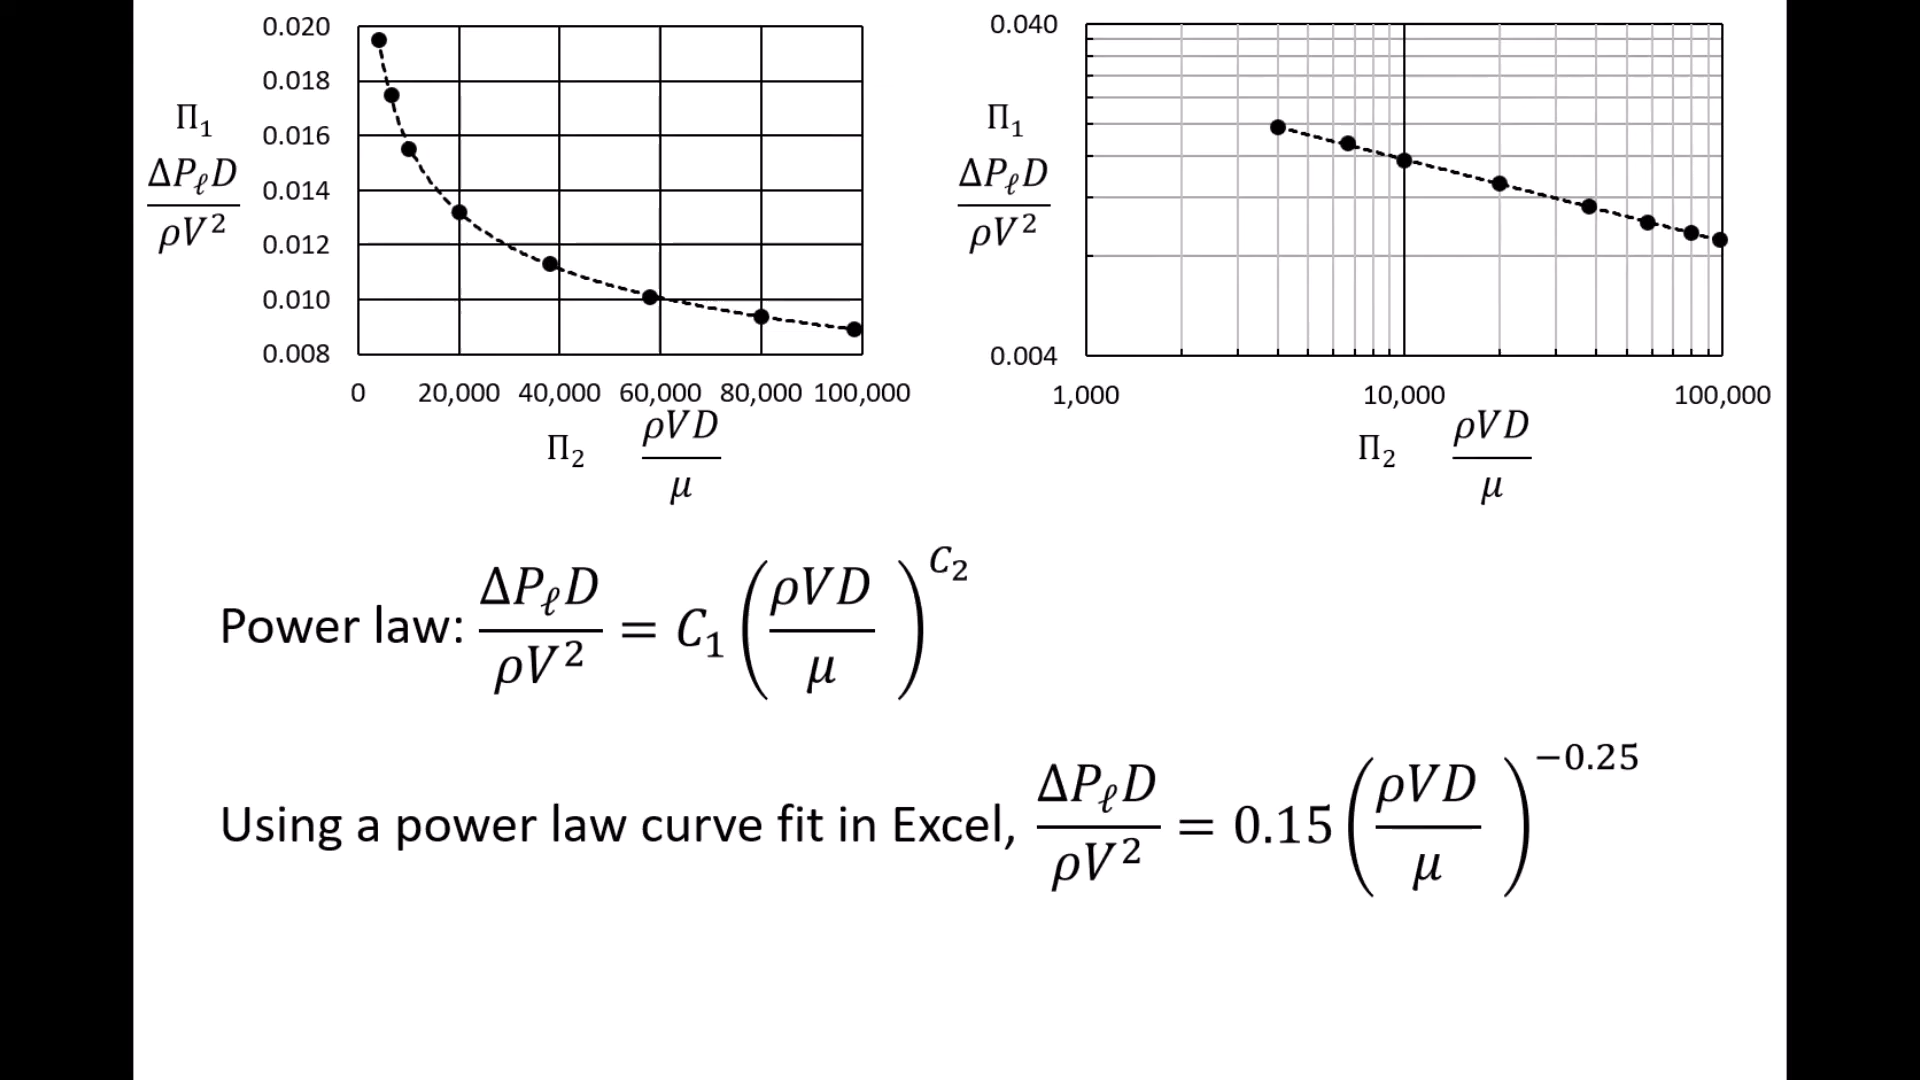 0.020
0.018
0.016
0.014
0.012
0.010
0.008
Π₁
ΔPℓD
ρV²
0 20,000 40,000 60,000 80,000 100,000
Π₂ ρVD
μ
0.040
0.004
Π₁
ΔPℓD
ρV²
1,000 10,000 100,000
Π₂ ρVD
μ
Power law: ΔPℓD/ρV² = C₁ (ρVD/μ)^C₂
Using a power law curve fit in Excel, ΔPℓD/ρV² = 0.15 (ρVD/μ)^−0.25